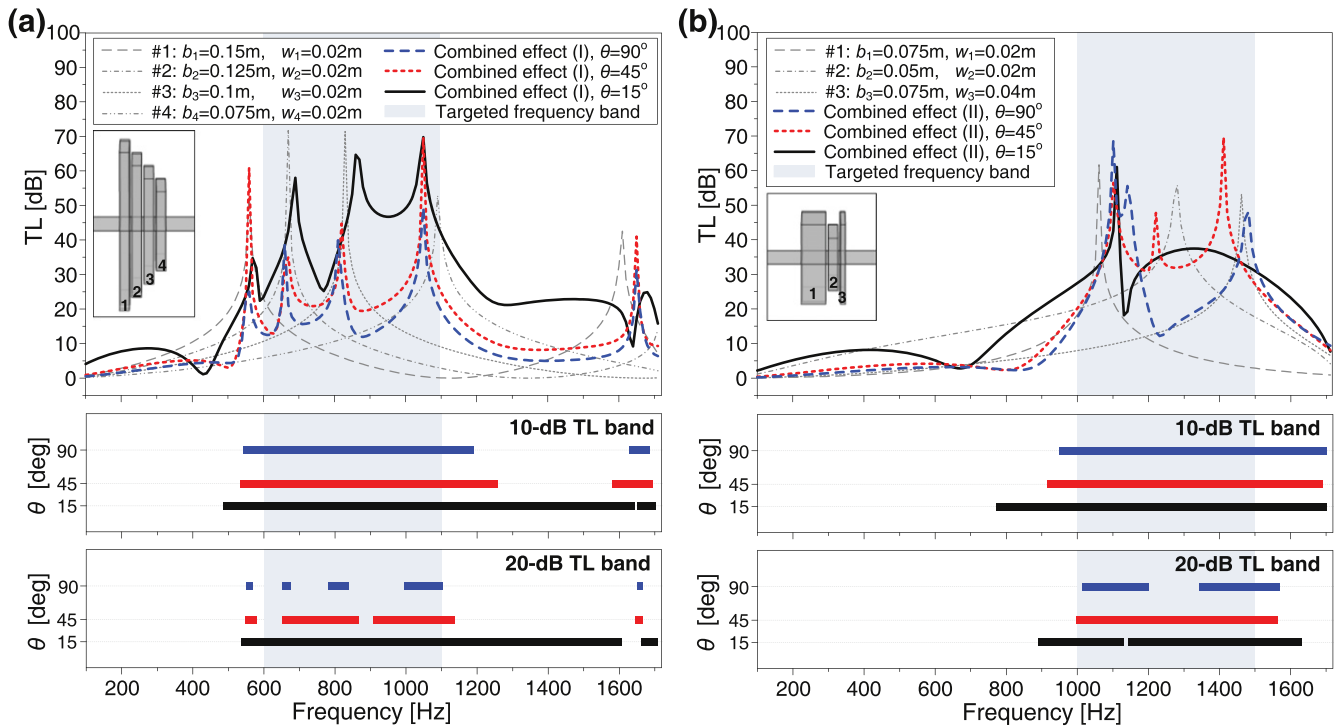 (a)
100
90
80
70
60
50
40
30
20
10
0
TL [dB]
#1: b1=0.15m, w1=0.02m
#2: b2=0.125m, w2=0.02m
#3: b3=0.1m, w3=0.02m
#4: b4=0.075m, w4=0.02m
Combined effect (I), θ=90°
Combined effect (I), θ=45°
Combined effect (I), θ=15°
Targeted frequency band
1 2 3 4
10-dB TL band
θ [deg]
90
45
15
20-dB TL band
θ [deg]
90
45
15
200 400 600 800 1000 1200 1400 1600
Frequency [Hz]
(b)
100
90
80
70
60
50
40
30
20
10
0
TL [dB]
#1: b1=0.075m, w1=0.02m
#2: b2=0.05m, w2=0.02m
#3: b3=0.075m, w3=0.04m
Combined effect (II), θ=90°
Combined effect (II), θ=45°
Combined effect (II), θ=15°
Targeted frequency band
1 2 3
10-dB TL band
θ [deg]
90
45
15
20-dB TL band
θ [deg]
90
45
15
200 400 600 800 1000 1200 1400 1600
Frequency [Hz]